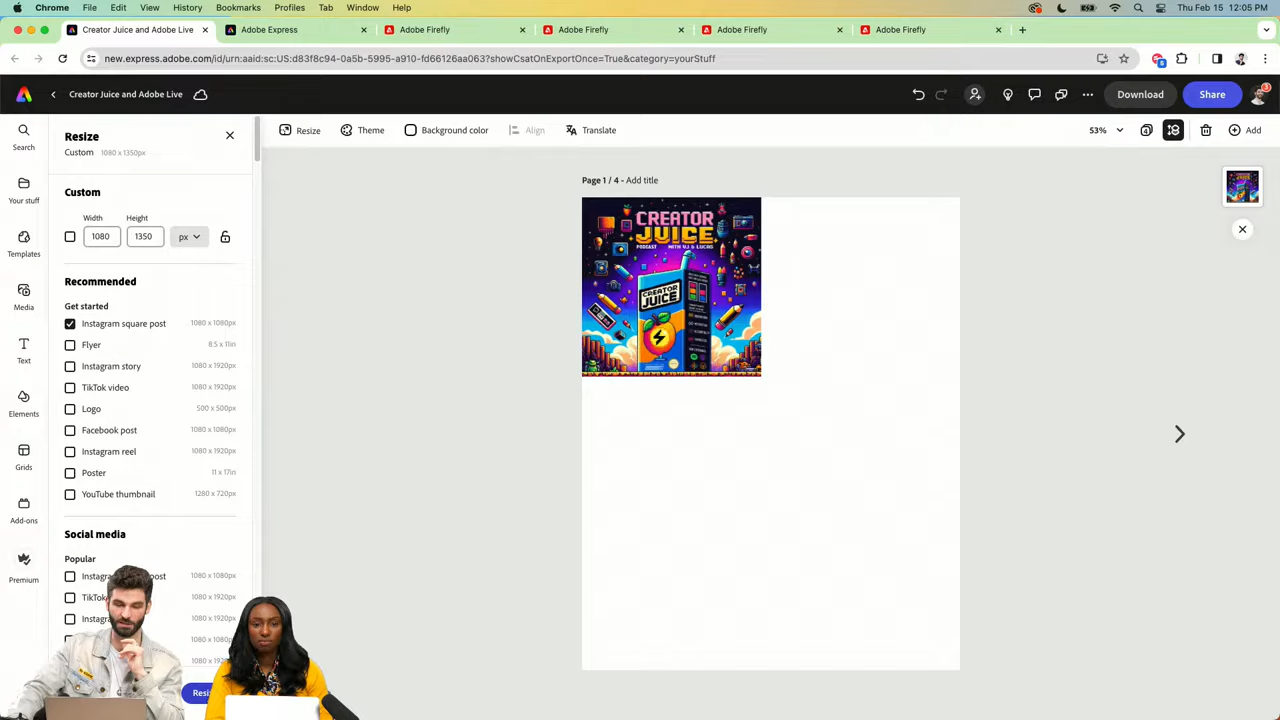 Chrome File Edit View History Bookmarks Profiles Tab Window Help Thu Feb 15 12:05 PM
Creator Juice and Adobe Live Adobe Express Adobe Firefly Adobe Firefly Adobe Firefly Adobe Firefly
new.express.adobe.com/id/urn:aaid:sc:US:d83f8c94-0a5b-5995-a910-fd66126aa063?showCsatOnExportOnce=True&category=yourStuff
Creator Juice and Adobe Live Download Share
Resize Theme Background color Align Translate 53% Add
Search
Your stuff
Templates
Media
Text
Elements
Grids
Add-ons
Premium
Resize
Custom 1080 x 1350px
Custom
Width Height
1080 1350 px
Recommended
Get started
Instagram square post 1080 x 1080px
Flyer 8.5 x 11in
Instagram story 1080 x 1920px
TikTok video 1080 x 1920px
Logo 500 x 500px
Facebook post 1080 x 1080px
Instagram reel 1080 x 1920px
Poster 11 x 17in
YouTube thumbnail 1280 x 720px
Social media
Popular
1080 x 1080px
1080 x 1920px
1080 x 1920px
Page 1 / 4 - Add title
CREATOR
JUICE
PODCAST WITH VJ & LUCAS
CREATOR
JUICE